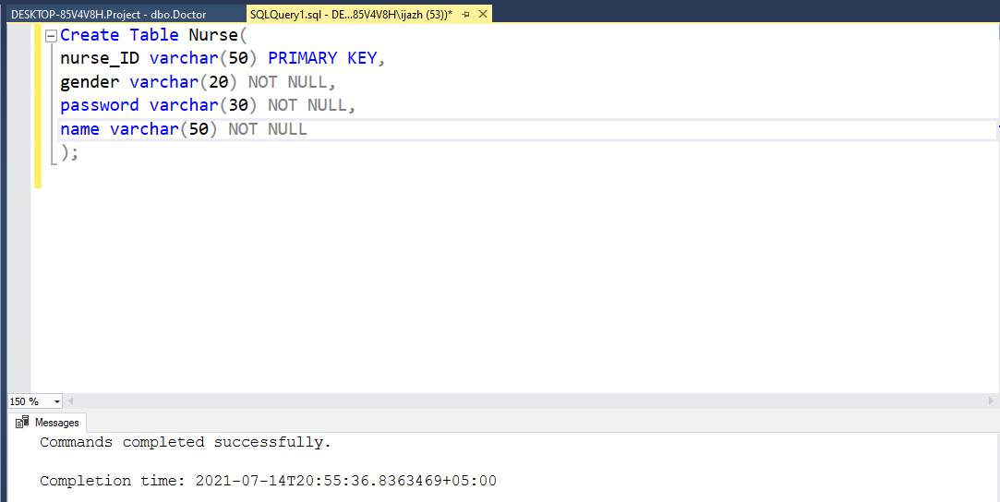 DESKTOP-85V4V8H.Project - dbo.Doctor
SQLQuery1.sql - DE...85V4V8H\ijazh (53))*
Create Table Nurse(
nurse_ID varchar(50) PRIMARY KEY,
gender varchar(20) NOT NULL,
password varchar(30) NOT NULL,
name varchar(50) NOT NULL
);
150 %
Messages
Commands completed successfully.
Completion time: 2021-07-14T20:55:36.8363469+05:00